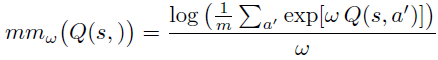 mm_ω(Q(s,)) = log(1/m ∑_{a'} exp[ω Q(s,a')]) / ω